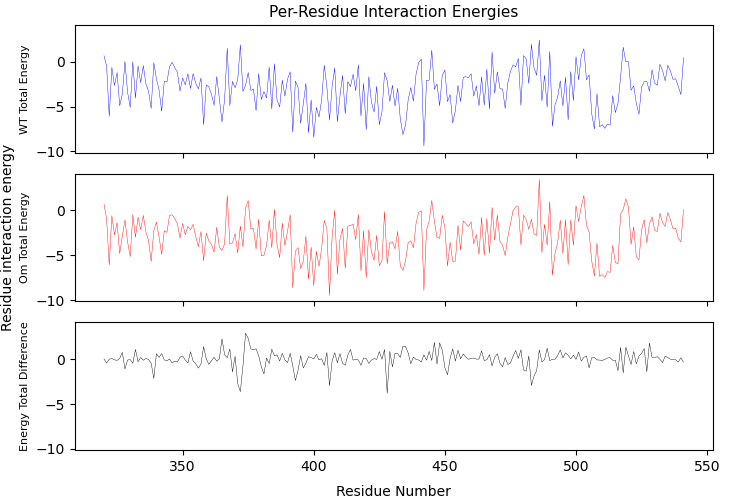 Per-Residue Interaction Energies
Residue interaction energy
WT Total Energy
0
−5
−10
Om Total Energy
0
−5
−10
Energy Total Difference
0
−5
−10
350 400 450 500 550
Residue Number